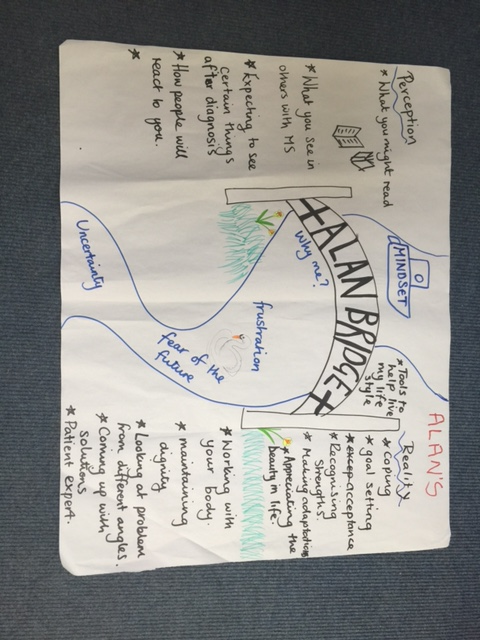 ALAN'S
Perception
* What you might read
* What you see in
others with MS
* Expecting to see
certain things
after diagnosis
* How people will
react to you.
*
MINDSET
ALAN BRIDGE
Why me?
frustration
fear of the
future
Uncertainty
* Tools to
help live
my life
style
Reality
* Coping
* goal setting
* acceptance
* Recognising
Strengths.
* Making adaptations
* Appreciating the
beauty in life.
* Working with
your body.
* maintaining
dignity
* Looking at problem
from different angles.
* Coming up with
solutions
* Patient expert.